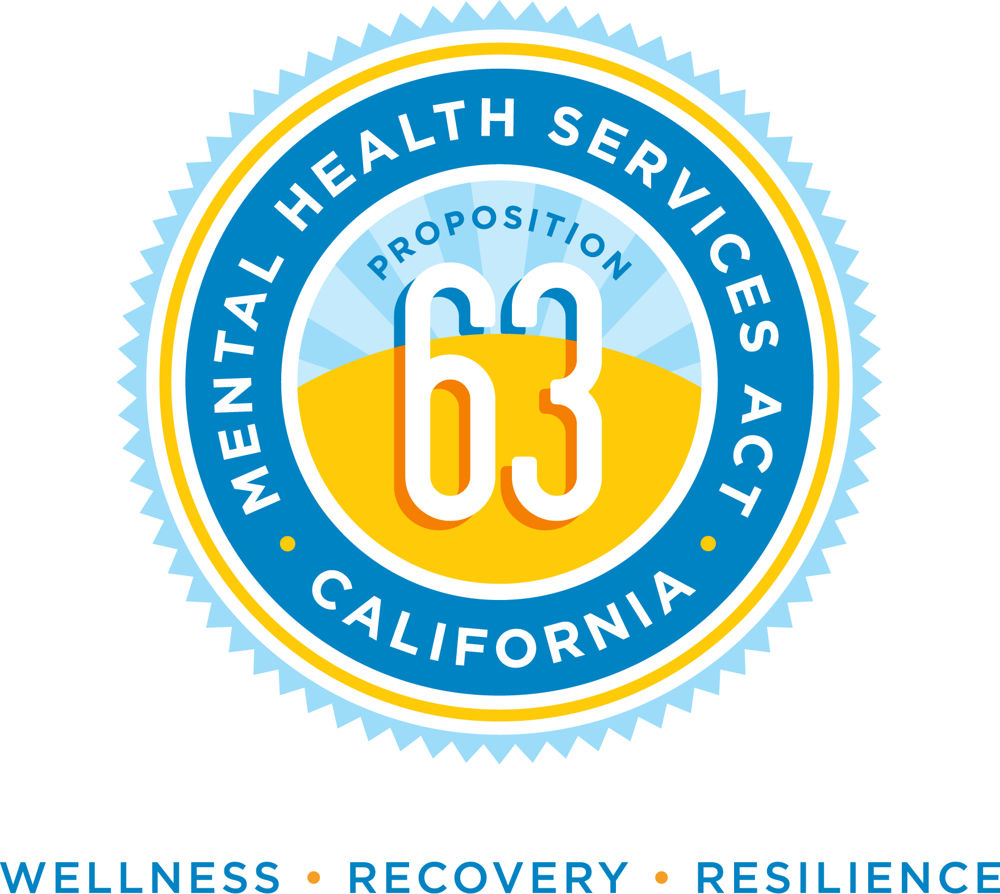 MENTAL HEALTH SERVICES ACT
PROPOSITION
63
• CALIFORNIA •
WELLNESS • RECOVERY • RESILIENCE